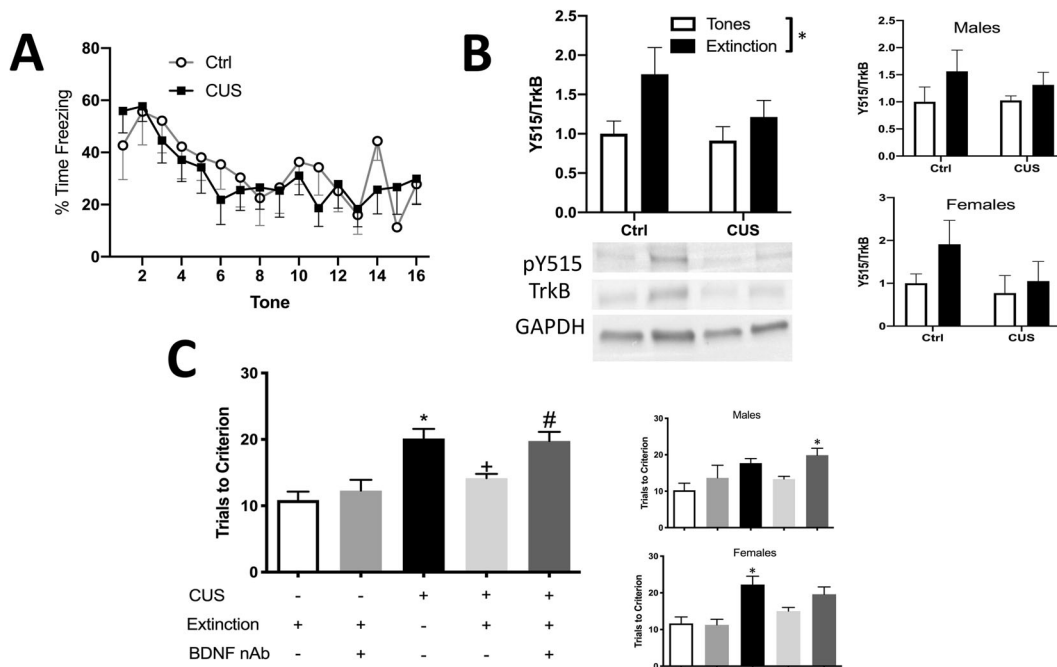 A
Ctrl
CUS
% Time Freezing
80
60
40
20
0
2 4 6 8 10 12 14 16
Tone
B
Tones
Extinction
*
Y515/TrkB
2.5
2.0
1.5
1.0
0.5
0.0
Ctrl CUS
pY515
TrkB
GAPDH
Males
Y515/TrkB
2.5
2.0
1.5
1.0
0.5
0.0
Ctrl CUS
Females
Y515/TrkB
3
2
1
0
Ctrl CUS
C
Trials to Criterion
30
20
10
0
* + #
CUS - - + + +
Extinction + + - + +
BDNF nAb - + - - +
Males
Trials to Criterion
30
20
10
0
*
Females
Trials to Criterion
30
20
10
0
*